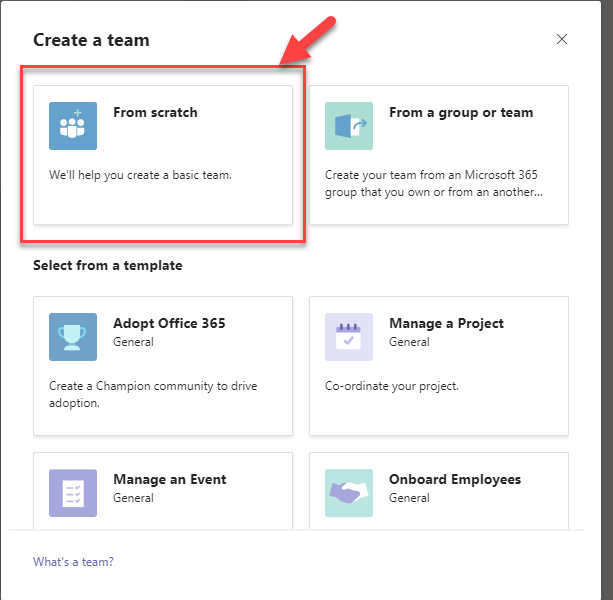 Create a team
From scratch
We'll help you create a basic team.
From a group or team
Create your team from an Microsoft 365
group that you own or from an another...
Select from a template
Adopt Office 365
General
Create a Champion community to drive
adoption.
Manage a Project
General
Co-ordinate your project.
Manage an Event
General
Onboard Employees
General
What's a team?